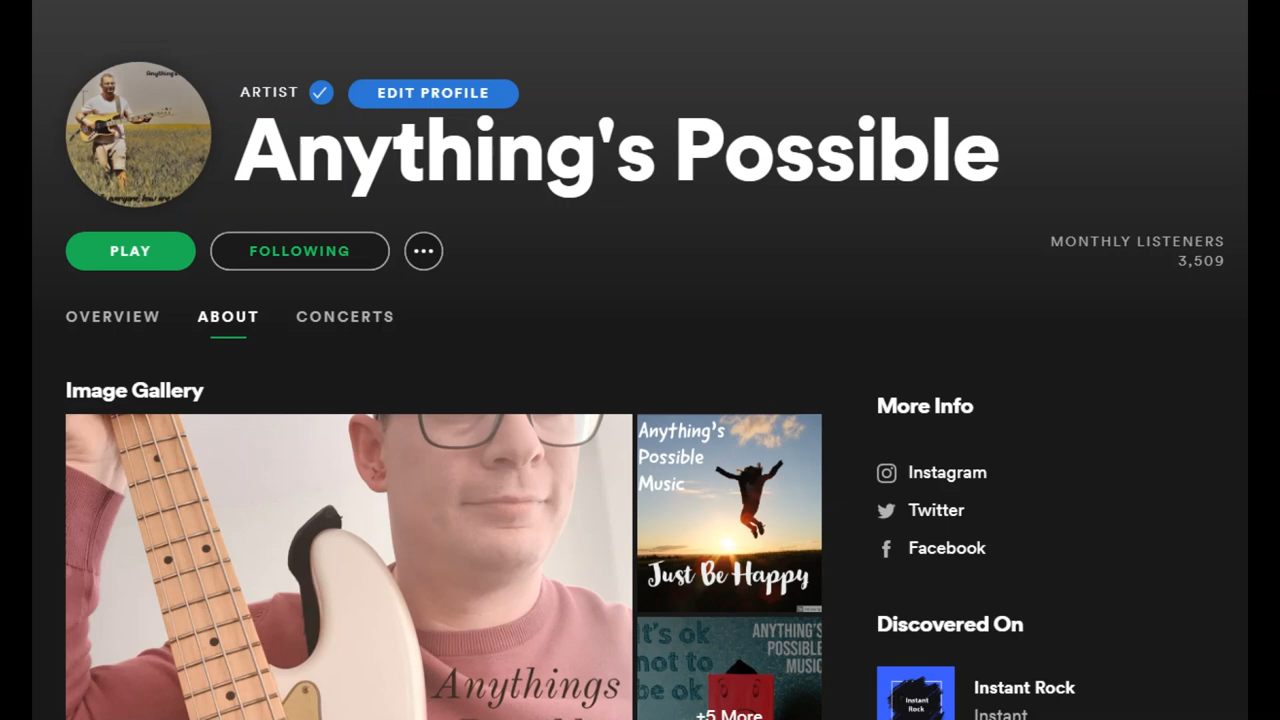 ARTIST
EDIT PROFILE
Anything's Possible
PLAY
FOLLOWING
MONTHLY LISTENERS
3,509
OVERVIEW
ABOUT
CONCERTS
Image Gallery
Anything's
Possible
Music
Just Be Happy
It's ok
not to
be ok
ANYTHING'S
POSSIBLE
MUSIC
+5 More
Anythings
More Info
Instagram
Twitter
Facebook
Discovered On
Instant
Rock
Instant Rock
Instant